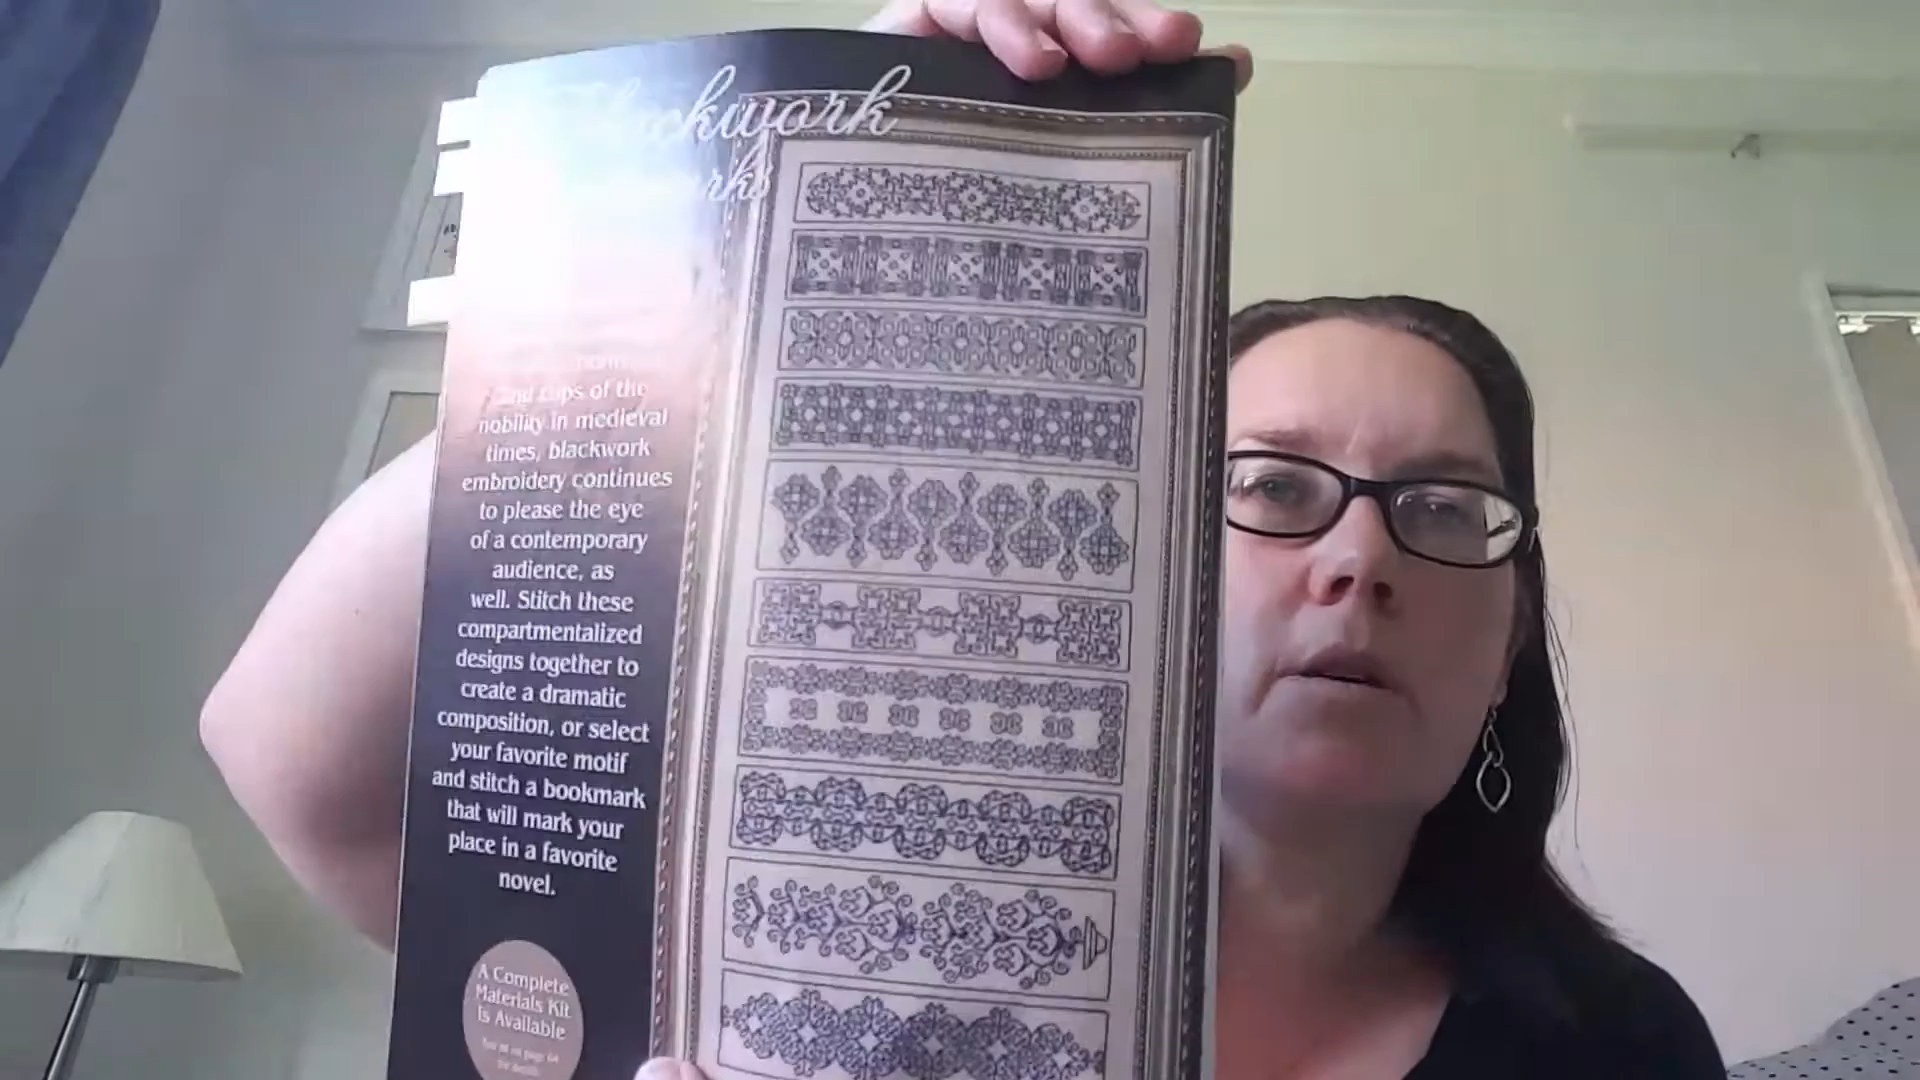 and cups of the
nobility in medieval
times, blackwork
embroidery continues
to please the eye
of a contemporary
audience, as
well. Stitch these
compartmentalized
designs together to
create a dramatic
composition, or select
your favorite motif
and stitch a bookmark
that will mark your
place in a favorite
novel.
A Complete
Materials Kit
is Available